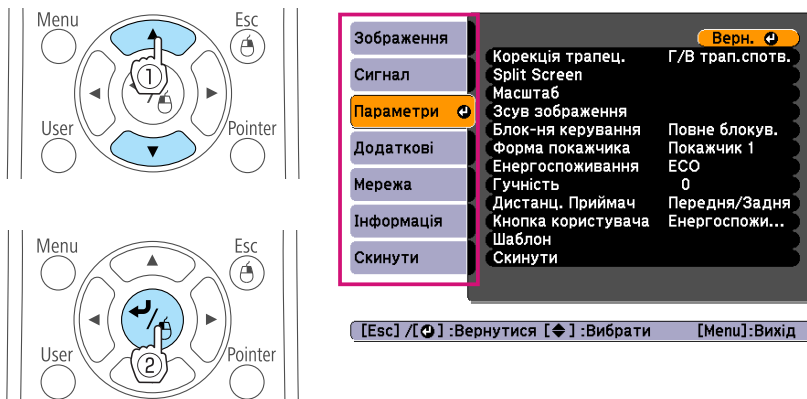 Menu
Esc
1
User
Pointer
Menu
Esc
User
Pointer
2
Зображення
Сигнал
Параметри
Додаткові
Мережа
Інформація
Скинути
Верн.
Корекція трапец. Г/В трап.спотв.
Split Screen
Масштаб
Зсув зображення
Блок-ня керування Повне блокув.
Форма покажчика Покажчик 1
Енергоспоживання ECO
Гучність 0
Дистанц. Приймач Передня/Задня
Кнопка користувача Енергоспожи...
Шаблон
Скинути
[Esc] /[ ] :Вернутися [ ] :Вибрати [Menu]:Вихід